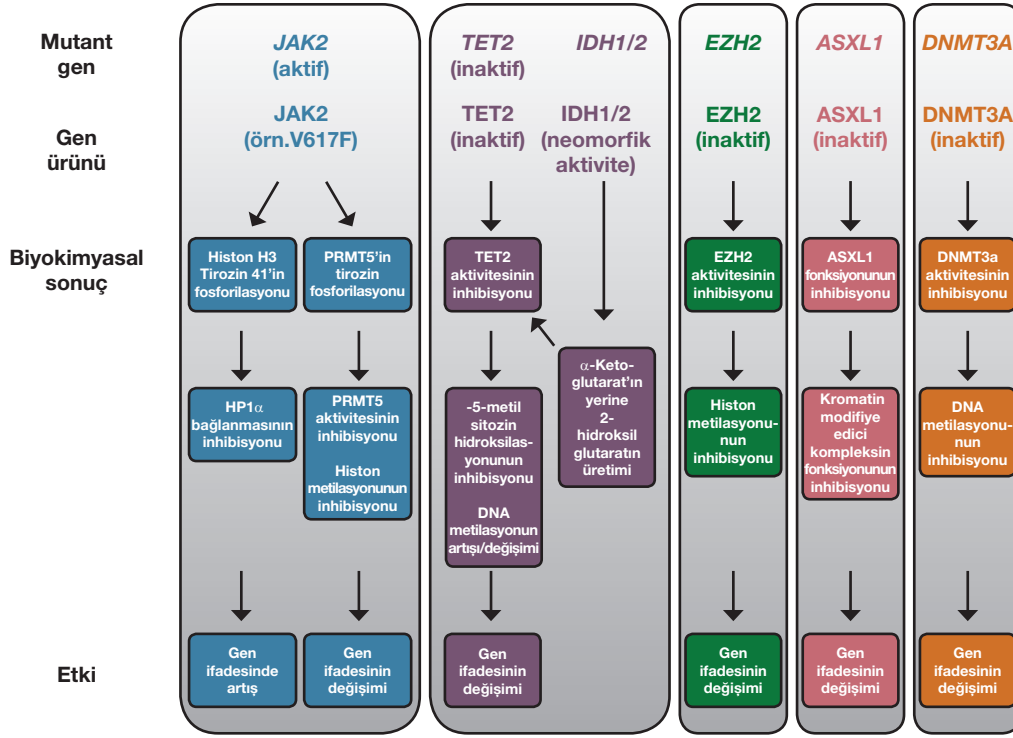 Mutant
gen
JAK2
(aktif)
TET2
(inaktif)
IDH1/2
EZH2
ASXL1
DNMT3A
Gen
ürünü
JAK2
(örn.V617F)
TET2
(inaktif)
IDH1/2
(neomorfik
aktivite)
EZH2
(inaktif)
ASXL1
(inaktif)
DNMT3A
(inaktif)
Biyokimyasal
sonuç
Histon H3
Tirozin 41’in
fosforilasyonu
PRMT5’in
tirozin
fosforilasyonu
TET2
aktivitesinin
inhibisyonu
EZH2
aktivitesinin
inhibisyonu
ASXL1
fonksiyonunun
inhibisyonu
DNMT3a
aktivitesinin
inhibisyonu
HP1α
bağlanmasının
inhibisyonu
PRMT5
aktivitesinin
inhibisyonu
Histon
metilasyonunun
inhibisyonu
-5-metil
sitozin
hidroksilas-
yonunun
inhibisyonu
DNA
metilasyonun
artışı/değişimi
α-Keto-
glutarat’ın
yerine
2-
hidroksil
glutaratın
üretimi
Histon
metilasyonu-
nun
inhibisyonu
Kromatin
modifiye
edici
kompleksin
fonksiyonunun
inhibisyonu
DNA
metilasyonu-
nun
inhibisyonu
Etki
Gen
ifadesinde
artış
Gen
ifadesinin
değişimi
Gen
ifadesinin
değişimi
Gen
ifadesinin
değişimi
Gen
ifadesinin
değişimi
Gen
ifadesinin
değişimi